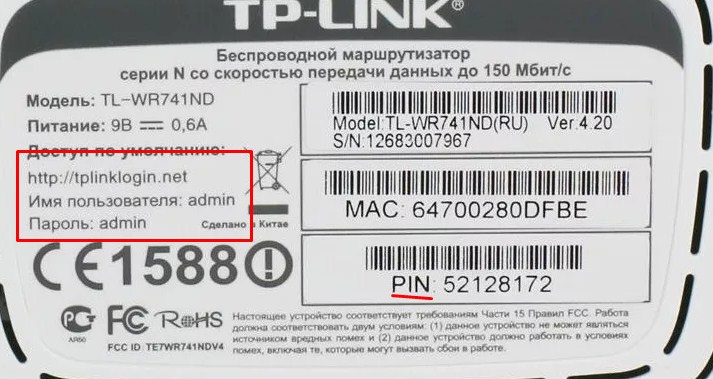 TP-LINK®
Беспроводной маршрутизатор
серии N со скоростью передачи данных до 150 Мбит/с
Модель: TL-WR741ND
Питание: 9В 0,6А
Доступ по умолчанию:
http://tplinklogin.net
Имя пользователя: admin
Пароль: admin
Сделано в Китае
CE1588
Model:TL-WR741ND(RU) Ver.4.20
S/N:12683007967
MAC: 64700280DFBE
PIN: 52128172
АЯ60
FC RoHS
FCC ID: TE7WR741NDV4
Настоящее устройство соответствует требованиям Части 15 Правил FCC. Работа
должна соответствовать двум условиям: (1) данное устройство не может являться
источником вредных помех и (2) данное устройство должно работать в условиях
помех, включая те, которые могут вызвать сбои в работе.